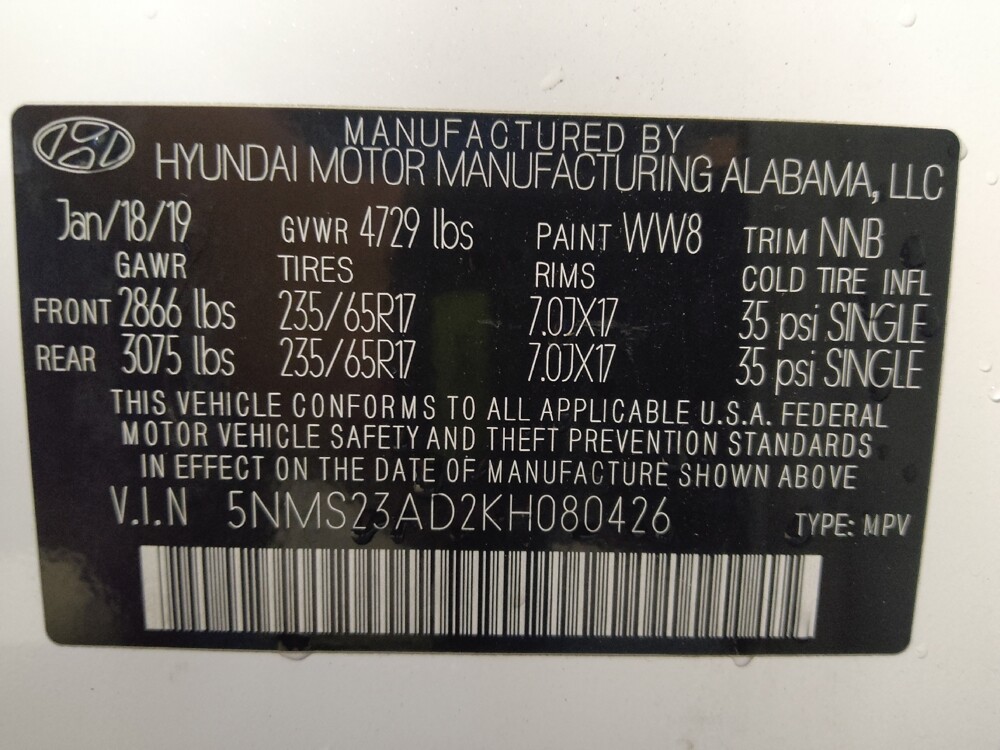 MANUFACTURED BY
HYUNDAI MOTOR MANUFACTURING ALABAMA, LLC
Jan/18/19 GVWR 4729 lbs PAINT WW8 TRIM NNB
GAWR TIRES RIMS COLD TIRE INFL
FRONT 2866 lbs 235/65R17 7.0JX17 35 psi SINGLE
REAR 3075 lbs 235/65R17 7.0JX17 35 psi SINGLE
THIS VEHICLE CONFORMS TO ALL APPLICABLE U.S.A. FEDERAL
MOTOR VEHICLE SAFETY AND THEFT PREVENTION STANDARDS
IN EFFECT ON THE DATE OF MANUFACTURE SHOWN ABOVE
V.I.N 5NMS23AD2KH080426 TYPE: MPV